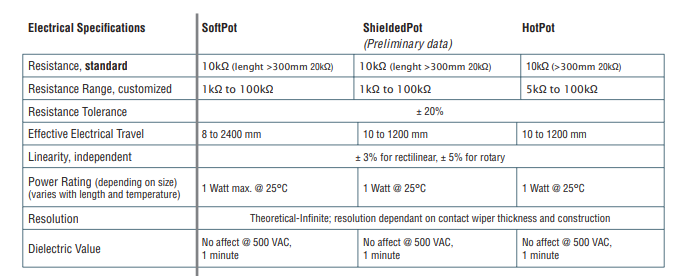 Electrical Specifications SoftPot ShieldedPot HotPot
(Preliminary data)
Resistance, standard 10kΩ (lenght >300mm 20kΩ) 10kΩ (lenght >300mm 20kΩ) 10kΩ (>300mm 20kΩ)
Resistance Range, customized 1kΩ to 100kΩ 1kΩ to 100kΩ 5kΩ to 100kΩ
Resistance Tolerance ± 20%
Effective Electrical Travel 8 to 2400 mm 10 to 1200 mm 10 to 1200 mm
Linearity, independent ± 3% for rectilinear, ± 5% for rotary
Power Rating (depending on size)
(varies with length and temperature) 1 Watt max. @ 25ºC 1 Watt @ 25ºC 1 Watt @ 25ºC
Resolution Theoretical-Infinite; resolution dependant on contact wiper thickness and construction
Dielectric Value No affect @ 500 VAC, No affect @ 500 VAC, No affect @ 500 VAC,
1 minute 1 minute 1 minute